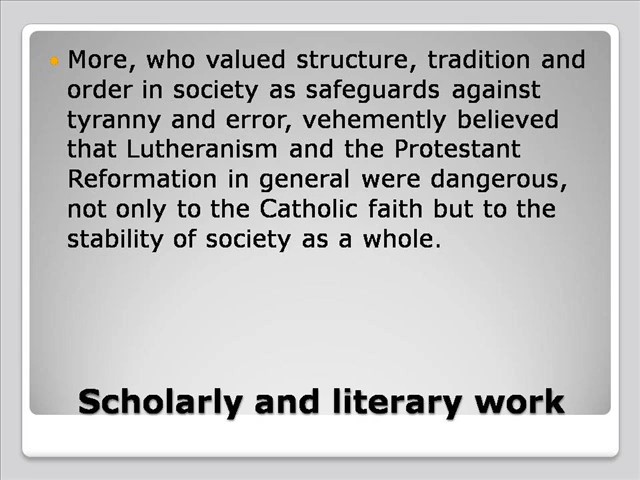 More, who valued structure, tradition and
order in society as safeguards against
tyranny and error, vehemently believed
that Lutheranism and the Protestant
Reformation in general were dangerous,
not only to the Catholic faith but to the
stability of society as a whole.
Scholarly and literary work